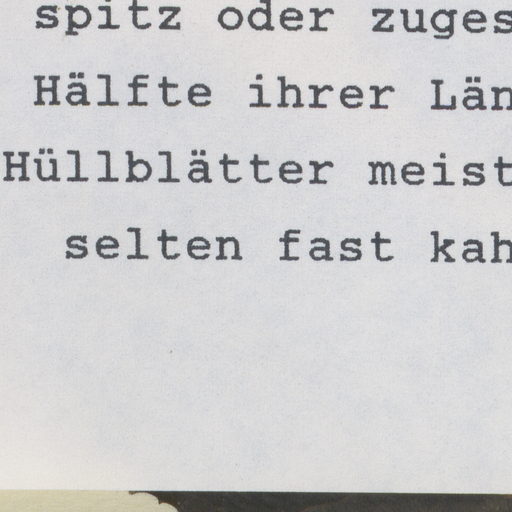 spitz oder zuges
Hälfte ihrer Län
Hüllblätter meist
selten fast kah